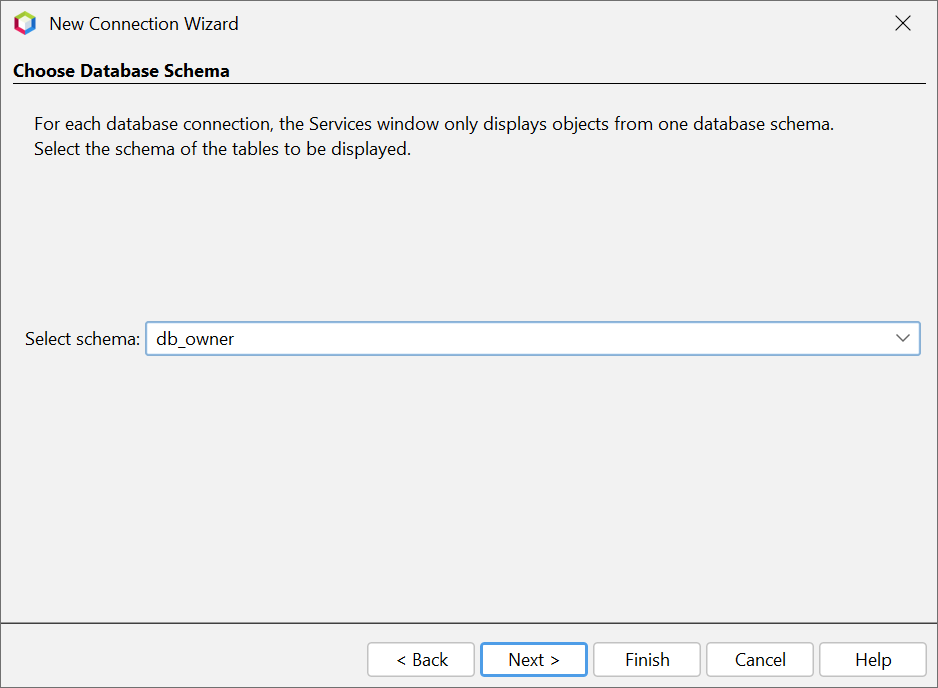 New Connection Wizard
Choose Database Schema
For each database connection, the Services window only displays objects from one database schema.
Select the schema of the tables to be displayed.
Select schema: db_owner
< Back Next > Finish Cancel Help